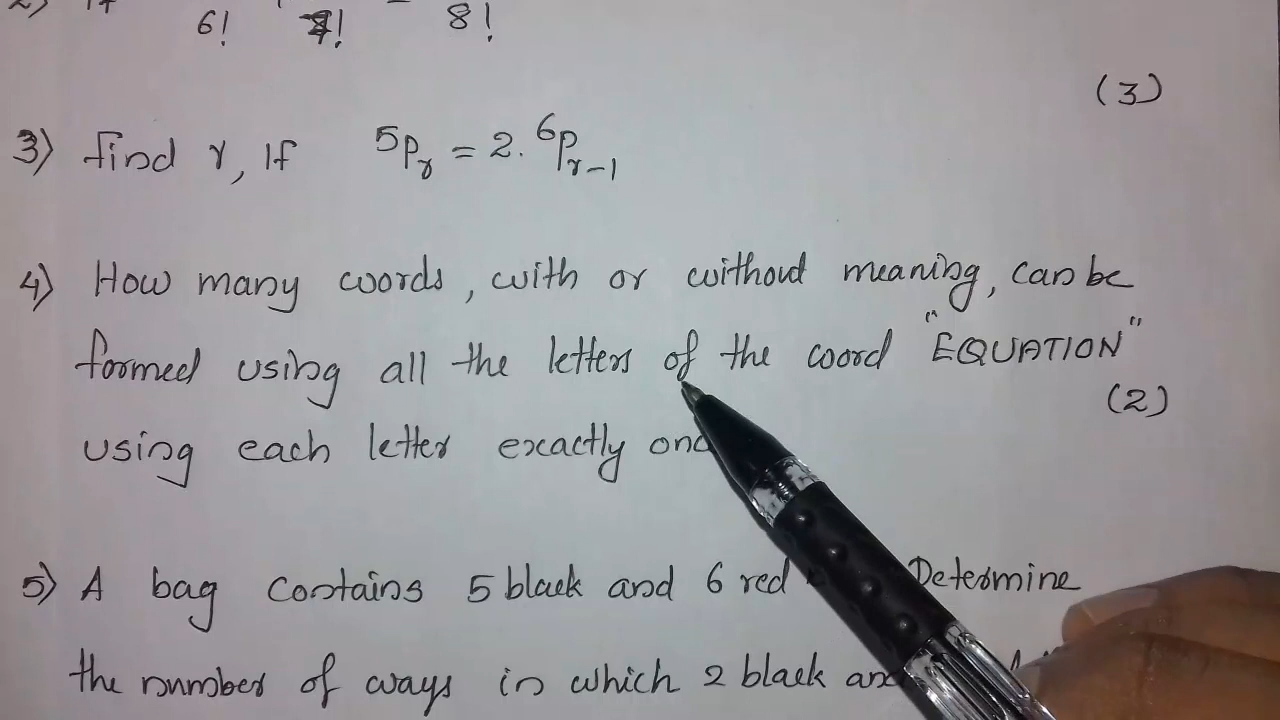 6! 8!
(3)
3) find r, If ⁵Pᵣ = 2. ⁶Pᵣ₋₁
4) How many words, with or without meaning, can be
formed using all the letters of the word "EQUATION"
(2)
using each letter exactly
5) A bag contains 5 black and 6 red Determine
the number of ways in which 2 black